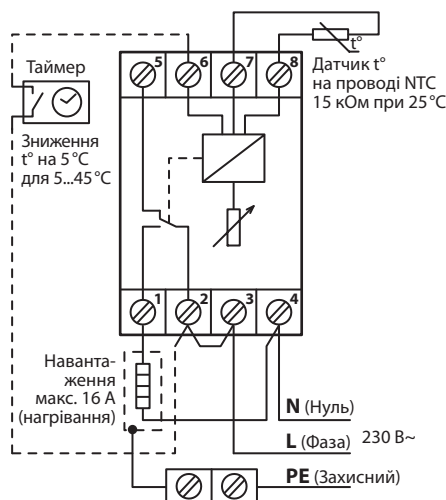 Таймер
Зниження
t° на 5 °C
для 5...45 °C
5
6
7
8
t°
Датчик t°
на проводі NTC
15 кОм при 25 °C
1
2
3
4
Наванта-
ження
макс. 16 А
(нагрівання)
N (Нуль)
L (Фаза) 230 В~
PE (Захисний)